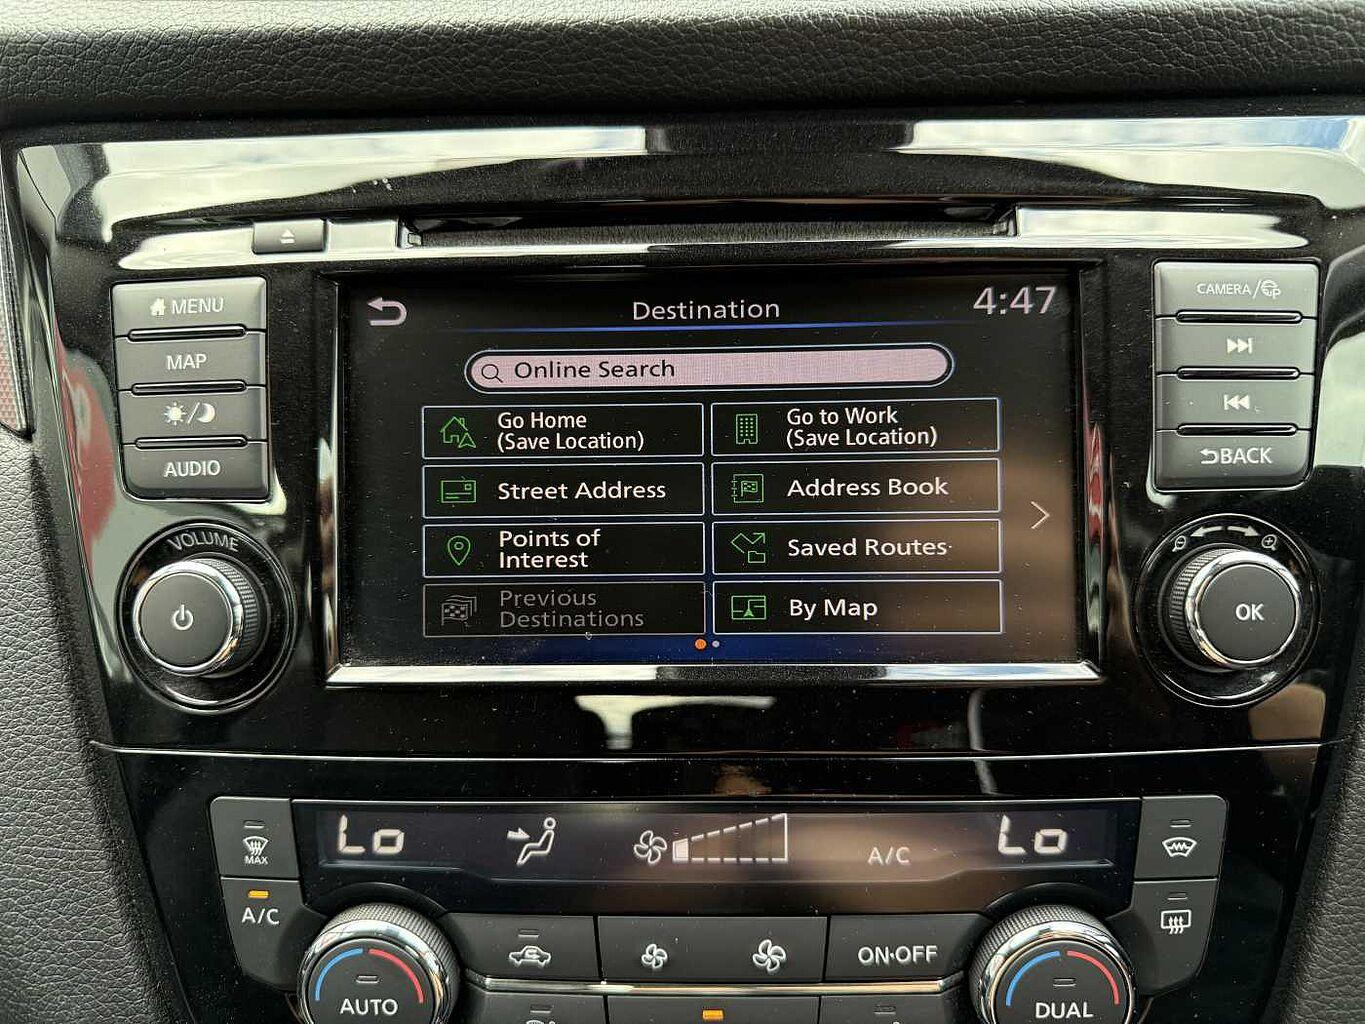 MENU
MAP
AUDIO
VOLUME
Destination
4:47
Online Search
Go Home
(Save Location)
Go to Work
(Save Location)
Street Address
Address Book
Points of
Interest
Saved Routes
Previous
Destinations
By Map
CAMERA/
BACK
OK
Lo
A/C
Lo
MAX
A/C
AUTO
ON·OFF
DUAL